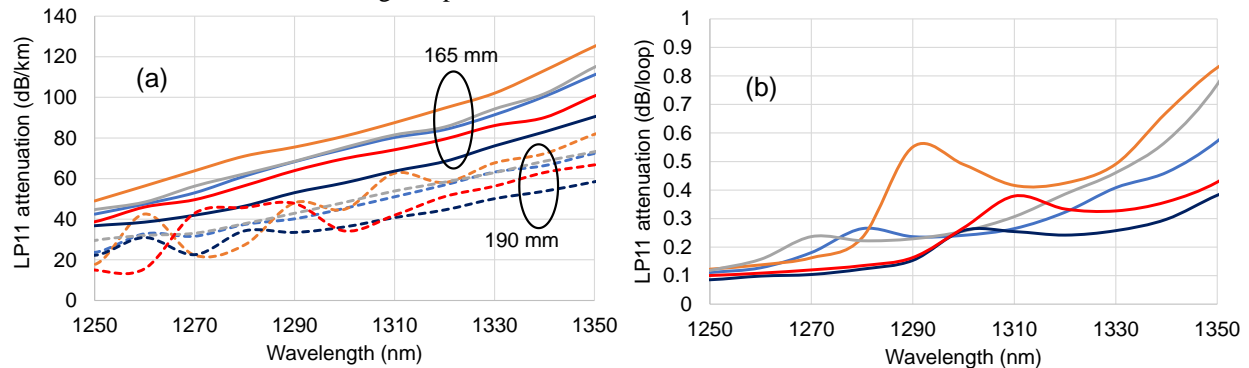 140
120
100
80
60
40
20
0
LP11 attenuation (dB/km)
(a)
165 mm
190 mm
1250 1270 1290 1310 1330 1350
Wavelength (nm)
1
0.9
0.8
0.7
0.6
0.5
0.4
0.3
0.2
0.1
0
LP11 attenuation (dB/loop)
(b)
1250 1270 1290 1310 1330 1350
Wavelength (nm)